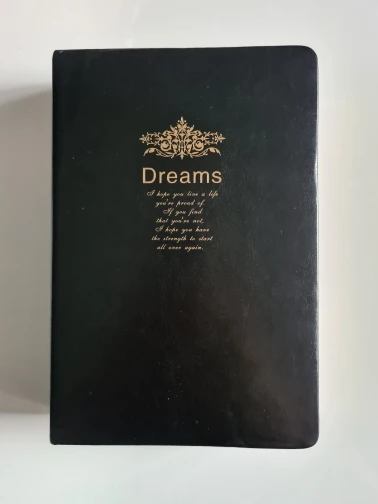 Dreams
I hope you live a life
you're proud of.
If you find
that you're not,
I hope you have
the strength to start
all over again.